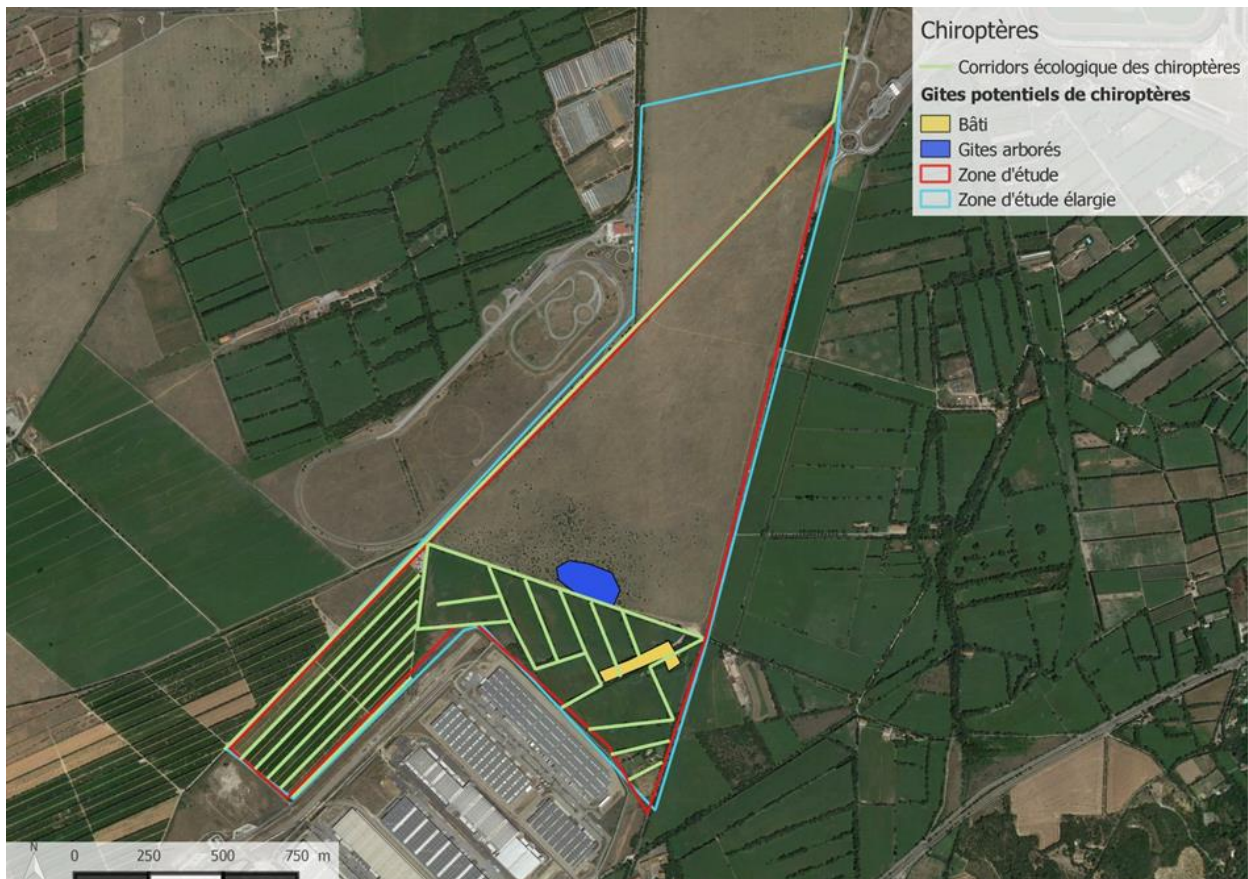 Chiroptères
Corridors écologique des chiroptères
Gites potentiels de chiroptères
Bâti
Gites arborés
Zone d'étude
Zone d'étude élargie
N
0 250 500 750 m